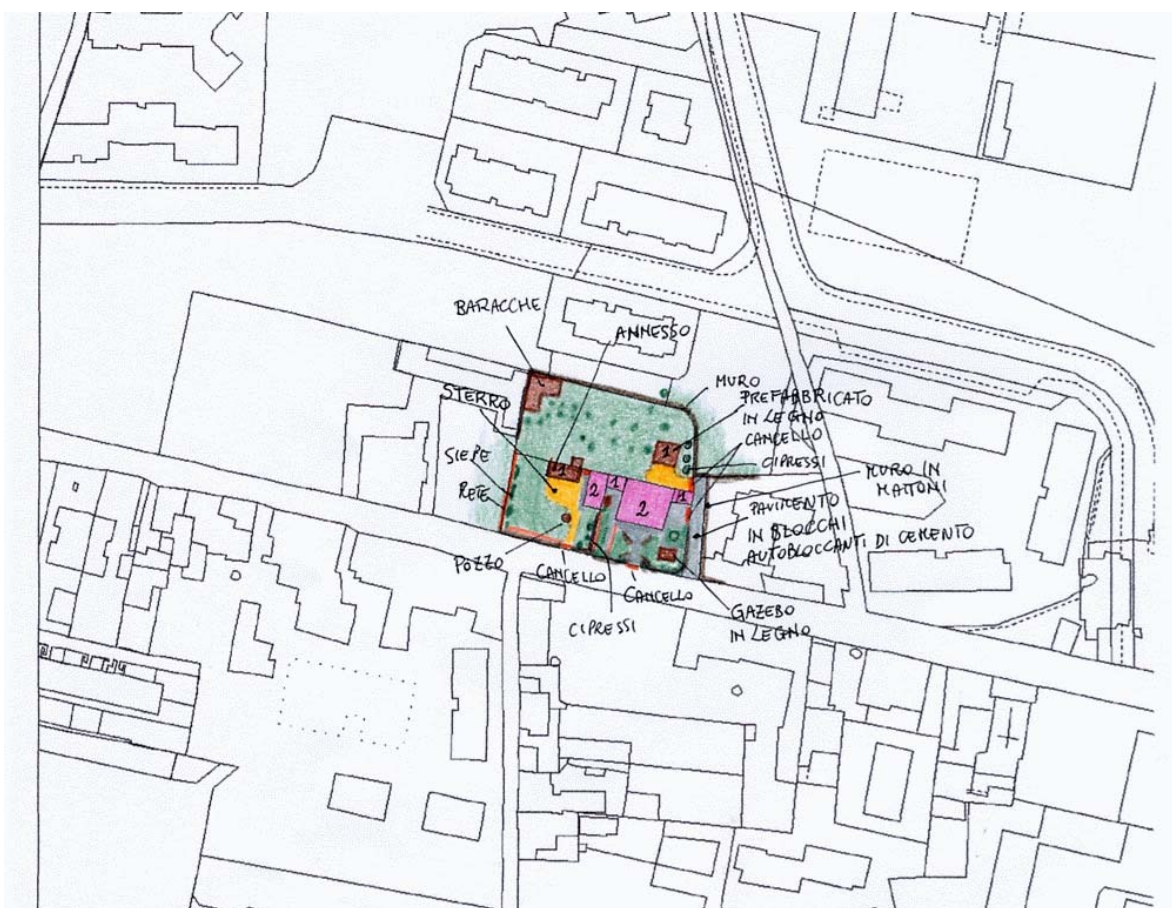 BARACCHE
ANNESSO
STERRO
MURO
PREFABBRICATO
IN LEGNO
CANCELLO
CIPRESSI
SIEPE
RETE
MURO IN
MATTONI
PAVIMENTO
IN BLOCCHI
AUTOBLOCCANTI DI CEMENTO
1
1
1
2
2
1
POZZO
CANCELLO
CANCELLO
CIPRESSI
GAZEBO
IN LEGNO